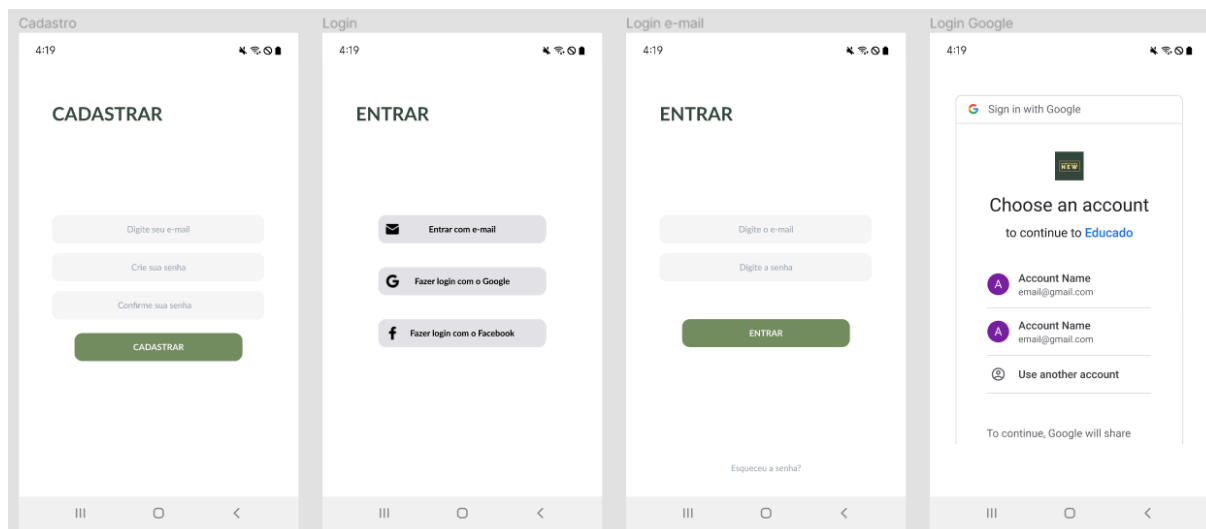 Cadastro
4:19
CADASTRAR
Digite seu e-mail
Crie sua senha
Confirme sua senha
CADASTRAR
Login
4:19
ENTRAR
Entrar com e-mail
Fazer login com o Google
Fazer login com o Facebook
Login e-mail
4:19
ENTRAR
Digite o e-mail
Digite a senha
ENTRAR
Esqueceu a senha?
Login Google
4:19
Sign in with Google
NEW
Choose an account
to continue to Educado
A
Account Name
email@gmail.com
A
Account Name
email@gmail.com
Use another account
To continue, Google will share